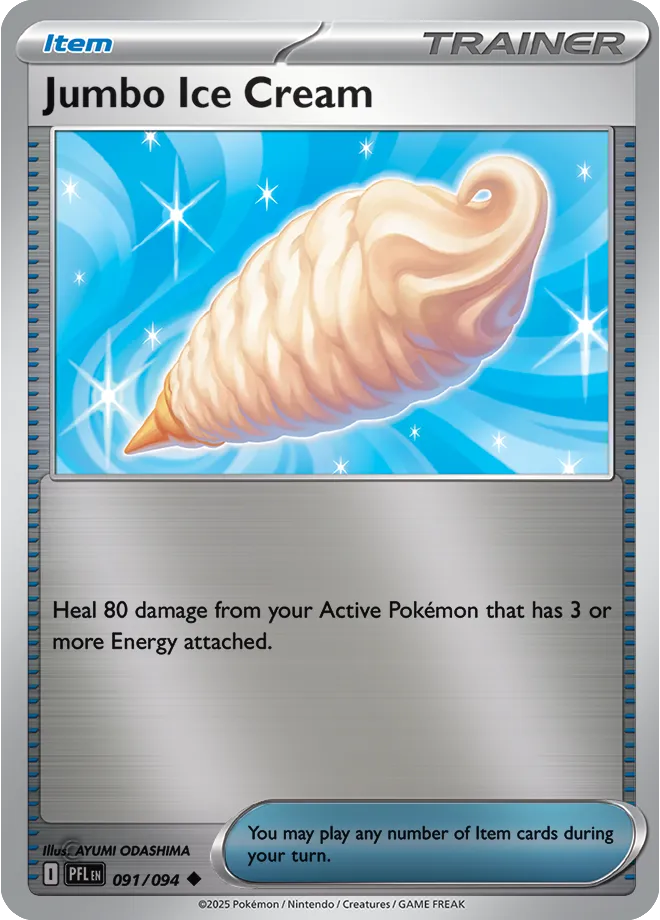 Item
TRAINER
Jumbo Ice Cream
Heal 80 damage from your Active Pokémon that has 3 or
more Energy attached.
You may play any number of Item cards during
your turn.
Illus. AYUMI ODASHIMA
I PFL EN 091/094
©2025 Pokémon / Nintendo / Creatures / GAME FREAK